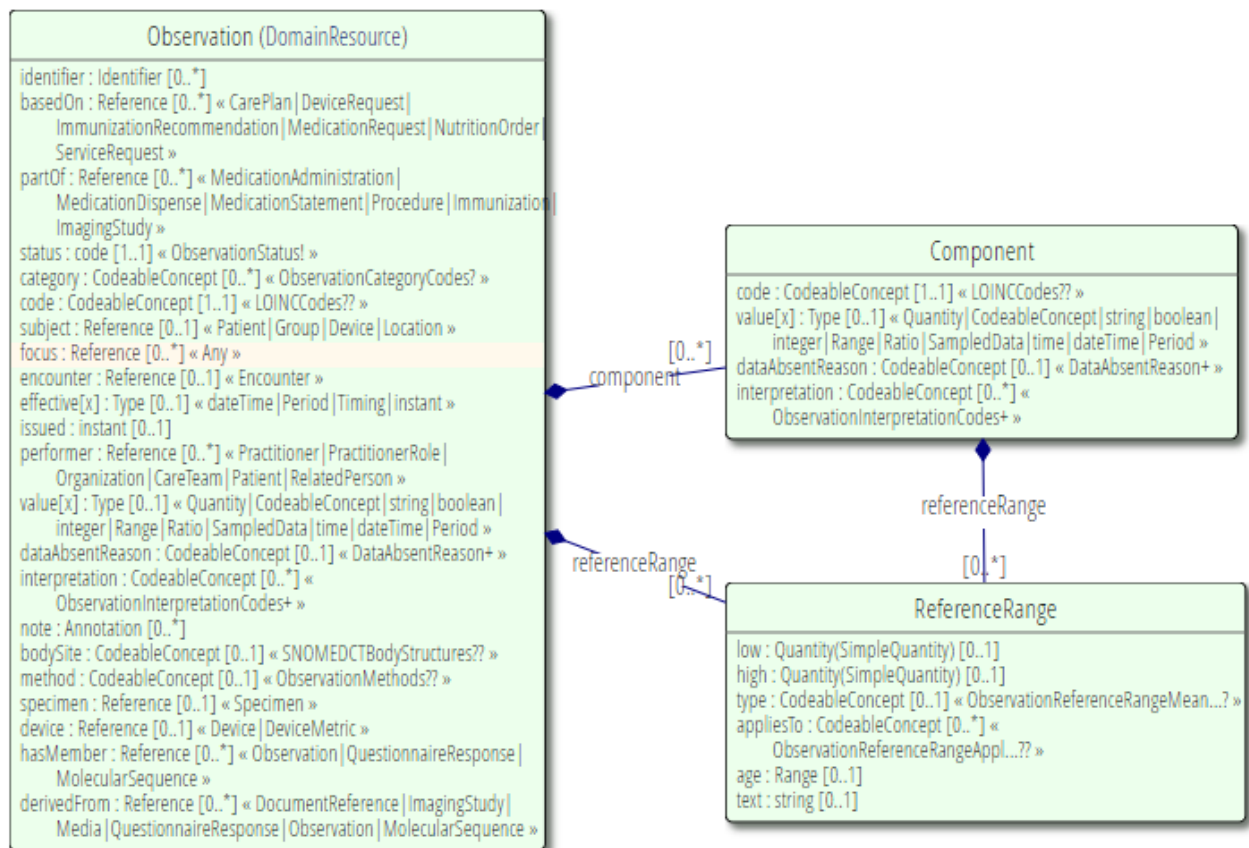 Observation (DomainResource)
identifier : Identifier [0..*]
basedOn : Reference [0..*] « CarePlan|DeviceRequest|
ImmunizationRecommendation|MedicationRequest|NutritionOrder|
ServiceRequest »
partOf : Reference [0..*] « MedicationAdministration|
MedicationDispense|MedicationStatement|Procedure|Immunization|
ImagingStudy »
status : code [1..1] « ObservationStatus! »
category : CodeableConcept [0..*] « ObservationCategoryCodes? »
code : CodeableConcept [1..1] « LOINCCodes?? »
subject : Reference [0..1] « Patient|Group|Device|Location »
focus : Reference [0..*] « Any »
encounter : Reference [0..1] « Encounter »
effective[x] : Type [0..1] « dateTime|Period|Timing|instant »
issued : instant [0..1]
performer : Reference [0..*] « Practitioner|PractitionerRole|
Organization|CareTeam|Patient|RelatedPerson »
value[x] : Type [0..1] « Quantity|CodeableConcept|string|boolean|
integer|Range|Ratio|SampledData|time|dateTime|Period »
dataAbsentReason : CodeableConcept [0..1] « DataAbsentReason+ »
interpretation : CodeableConcept [0..*] «
ObservationInterpretationCodes+ »
note : Annotation [0..*]
bodySite : CodeableConcept [0..1] « SNOMEDCTBodyStructures?? »
method : CodeableConcept [0..1] « ObservationMethods?? »
specimen : Reference [0..1] « Specimen »
device : Reference [0..1] « Device|DeviceMetric »
hasMember : Reference [0..*] « Observation|QuestionnaireResponse|
MolecularSequence »
derivedFrom : Reference [0..*] « DocumentReference|ImagingStudy|
Media|QuestionnaireResponse|Observation|MolecularSequence »
[0..*]
component
referenceRange
[0..*]
Component
code : CodeableConcept [1..1] « LOINCCodes?? »
value[x] : Type [0..1] « Quantity|CodeableConcept|string|boolean|
integer|Range|Ratio|SampledData|time|dateTime|Period »
dataAbsentReason : CodeableConcept [0..1] « DataAbsentReason+ »
interpretation : CodeableConcept [0..*] «
ObservationInterpretationCodes+ »
referenceRange
[0..*]
ReferenceRange
low : Quantity(SimpleQuantity) [0..1]
high : Quantity(SimpleQuantity) [0..1]
type : CodeableConcept [0..1] « ObservationReferenceRangeMean...? »
appliesTo : CodeableConcept [0..*] «
ObservationReferenceRangeAppl...?? »
age : Range [0..1]
text : string [0..1]